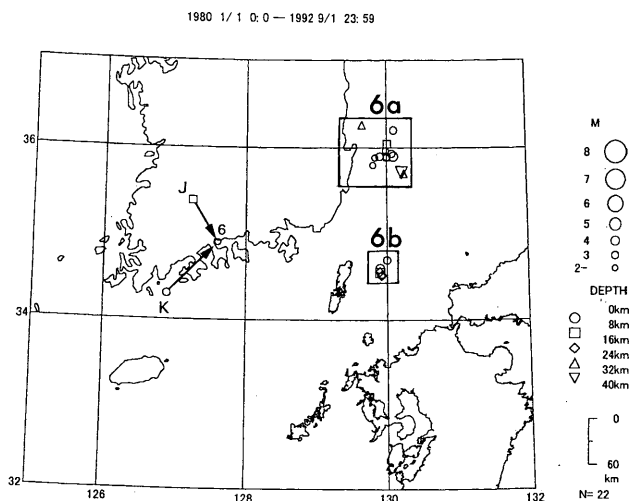 1980 1/1 0:0 — 1992 9/1 23:59
6a
M
36
8
7
J
6
6
5
6b
4
3
2-
K
DEPTH
34
0km
8km
16km
24km
32km
40km
0
60
km
32
126
128
130
132
N= 22